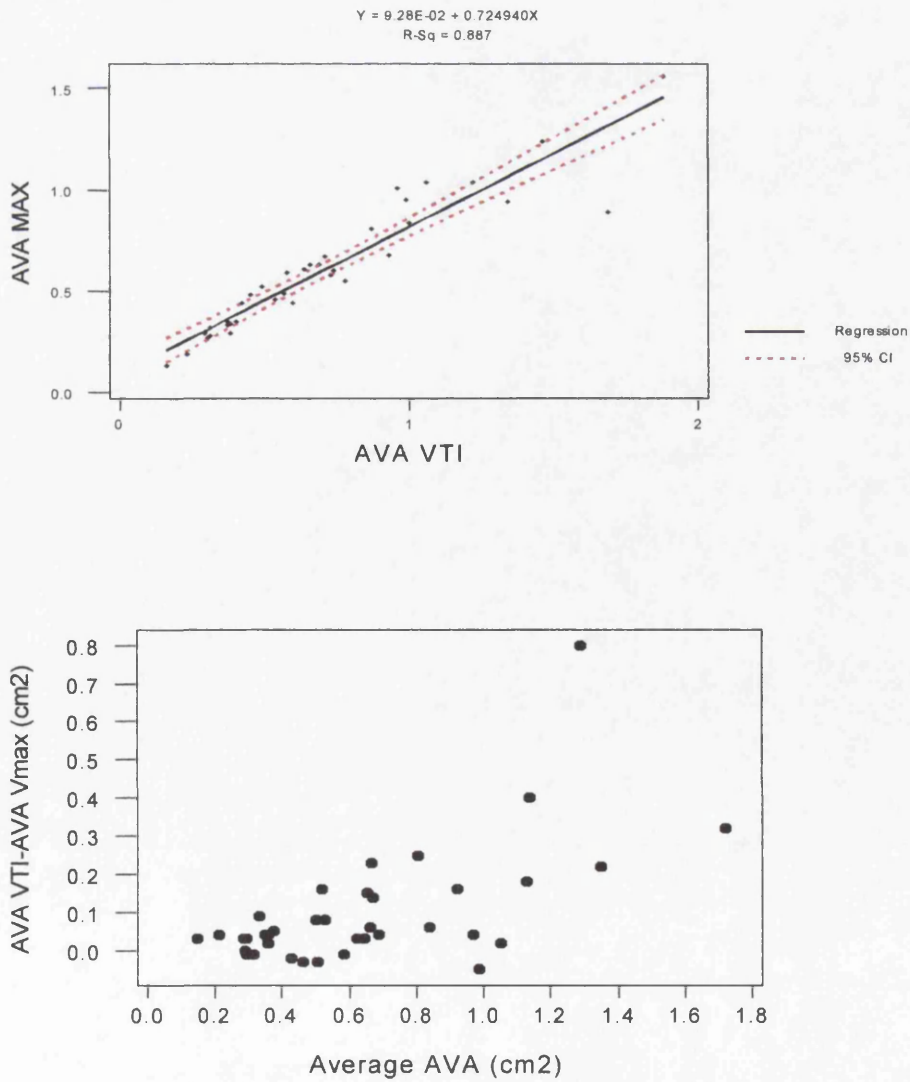 Y = 9.28E-02 + 0.724940X
R-Sq = 0.887
1.5
1.0
0.5
0.0
AVA MAX
0
1
2
AVA VTI
Regression
95% CI
0.8
0.7
0.6
0.5
0.4
0.3
0.2
0.1
0.0
AVA VTI-AVA Vmax (cm2)
0.0 0.2 0.4 0.6 0.8 1.0 1.2 1.4 1.6 1.8
Average AVA (cm2)